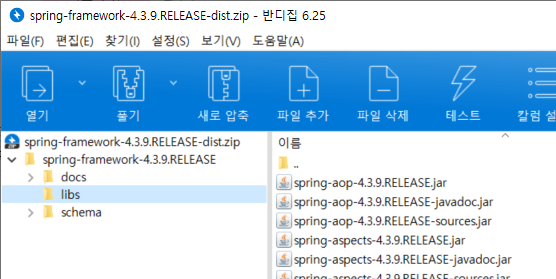 spring-framework-4.3.9.RELEASE-dist.zip - 반디집 6.25
파일(F) 편집(E) 찾기(I) 설정(S) 보기(V) 도움말(A)
열기 풀기 새로 압축 파일 추가 파일 삭제 테스트 칼럼 설
spring-framework-4.3.9.RELEASE-dist.zip
spring-framework-4.3.9.RELEASE
docs
libs
schema
이름
..
spring-aop-4.3.9.RELEASE.jar
spring-aop-4.3.9.RELEASE-javadoc.jar
spring-aop-4.3.9.RELEASE-sources.jar
spring-aspects-4.3.9.RELEASE.jar
spring-aspects-4.3.9.RELEASE-javadoc.jar
spring-aspects-4.3.9.RELEASE-sources.jar